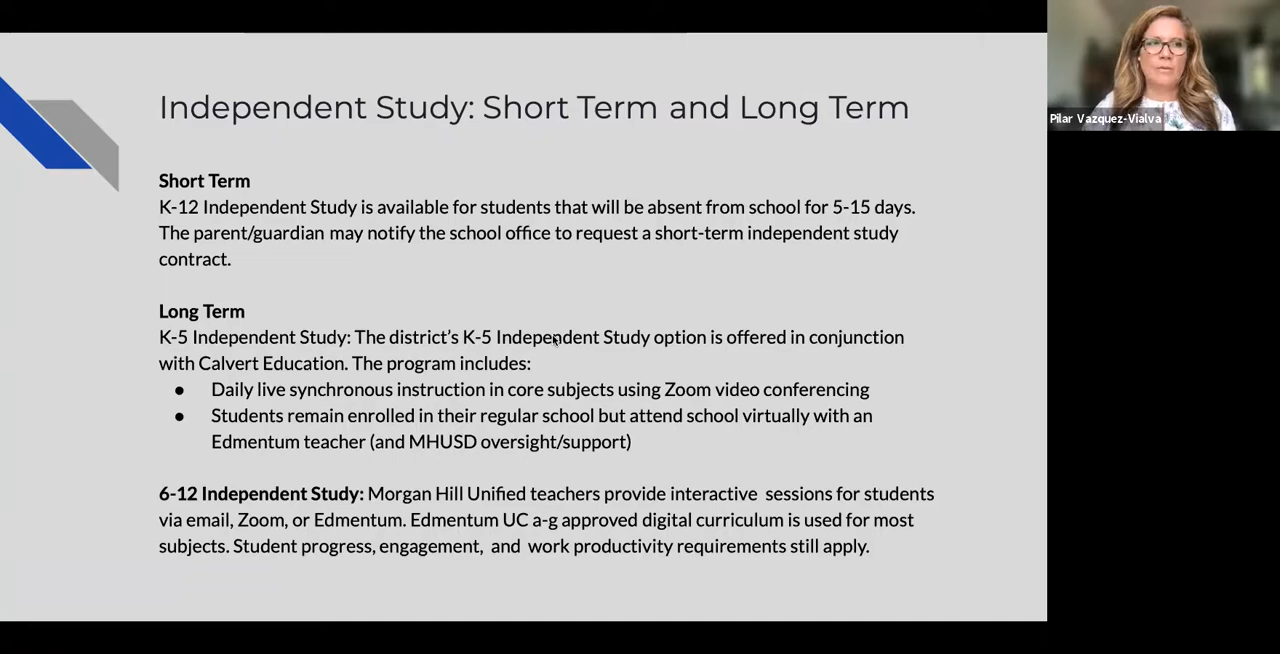 Independent Study: Short Term and Long Term
Pilar Vazquez-Vialva
Short Term
K-12 Independent Study is available for students that will be absent from school for 5-15 days.
The parent/guardian may notify the school office to request a short-term independent study
contract.
Long Term
K-5 Independent Study: The district's K-5 Independent Study option is offered in conjunction
with Calvert Education. The program includes:
● Daily live synchronous instruction in core subjects using Zoom video conferencing
● Students remain enrolled in their regular school but attend school virtually with an
Edmentum teacher (and MHUSD oversight/support)
6-12 Independent Study: Morgan Hill Unified teachers provide interactive sessions for students
via email, Zoom, or Edmentum. Edmentum UC a-g approved digital curriculum is used for most
subjects. Student progress, engagement, and work productivity requirements still apply.